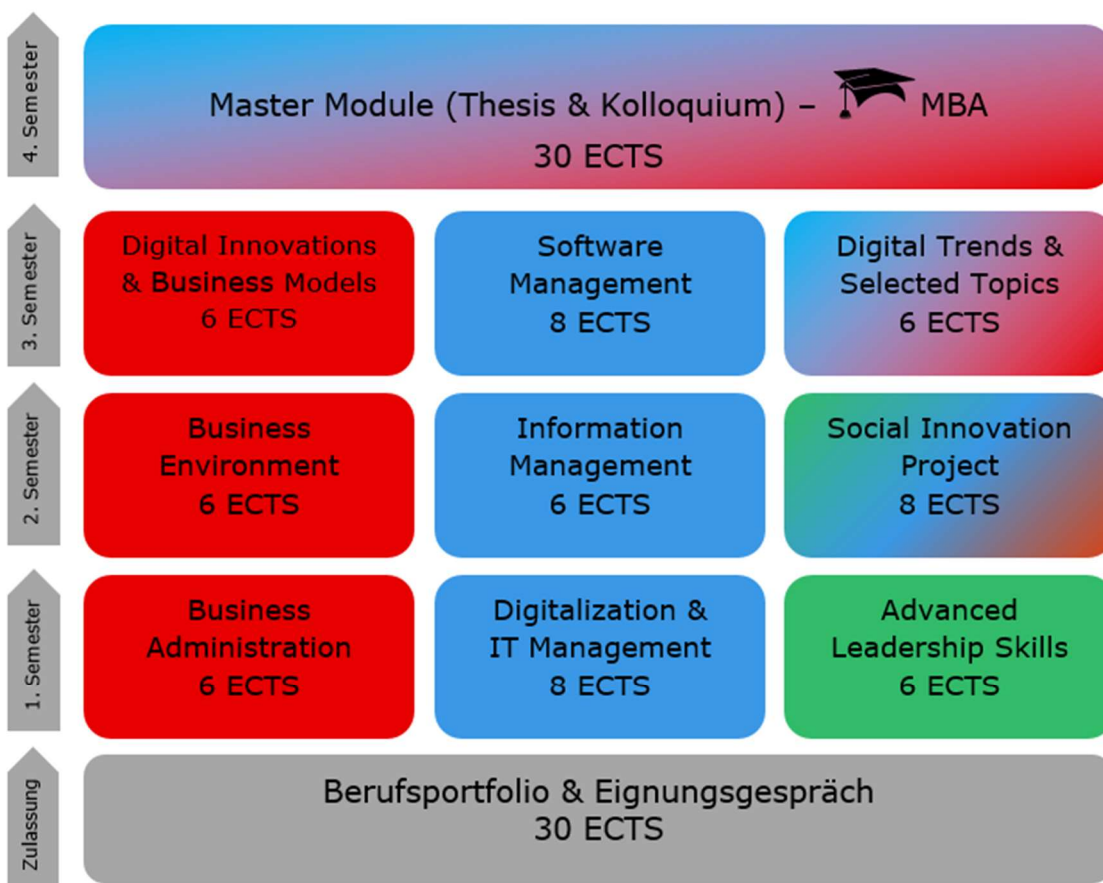 4. Semester
Master Module (Thesis & Kolloquium) – MBA
30 ECTS
3. Semester
Digital Innovations
& Business Models
6 ECTS
Software
Management
8 ECTS
Digital Trends &
Selected Topics
6 ECTS
2. Semester
Business
Environment
6 ECTS
Information
Management
6 ECTS
Social Innovation
Project
8 ECTS
1. Semester
Business
Administration
6 ECTS
Digitalization &
IT Management
8 ECTS
Advanced
Leadership Skills
6 ECTS
Zulassung
Berufsportfolio & Eignungsgespräch
30 ECTS